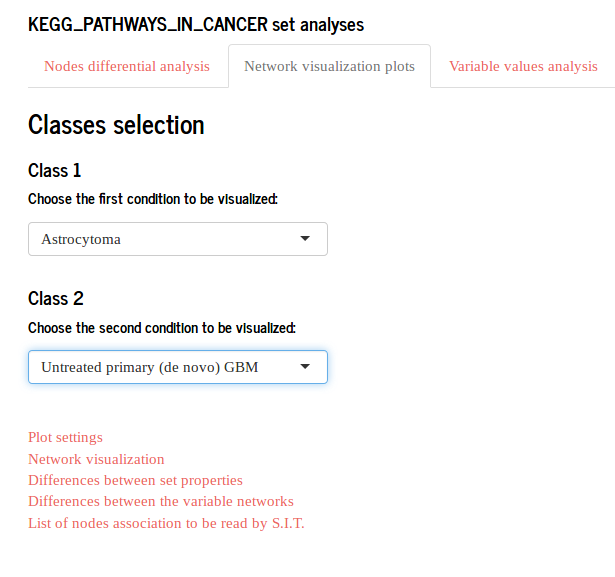 KEGG_PATHWAYS_IN_CANCER set analyses
Nodes differential analysis Network visualization plots Variable values analysis
Classes selection
Class 1
Choose the first condition to be visualized:
Astrocytoma
Class 2
Choose the second condition to be visualized:
Untreated primary (de novo) GBM
Plot settings
Network visualization
Differences between set properties
Differences between the variable networks
List of nodes association to be read by S.I.T.